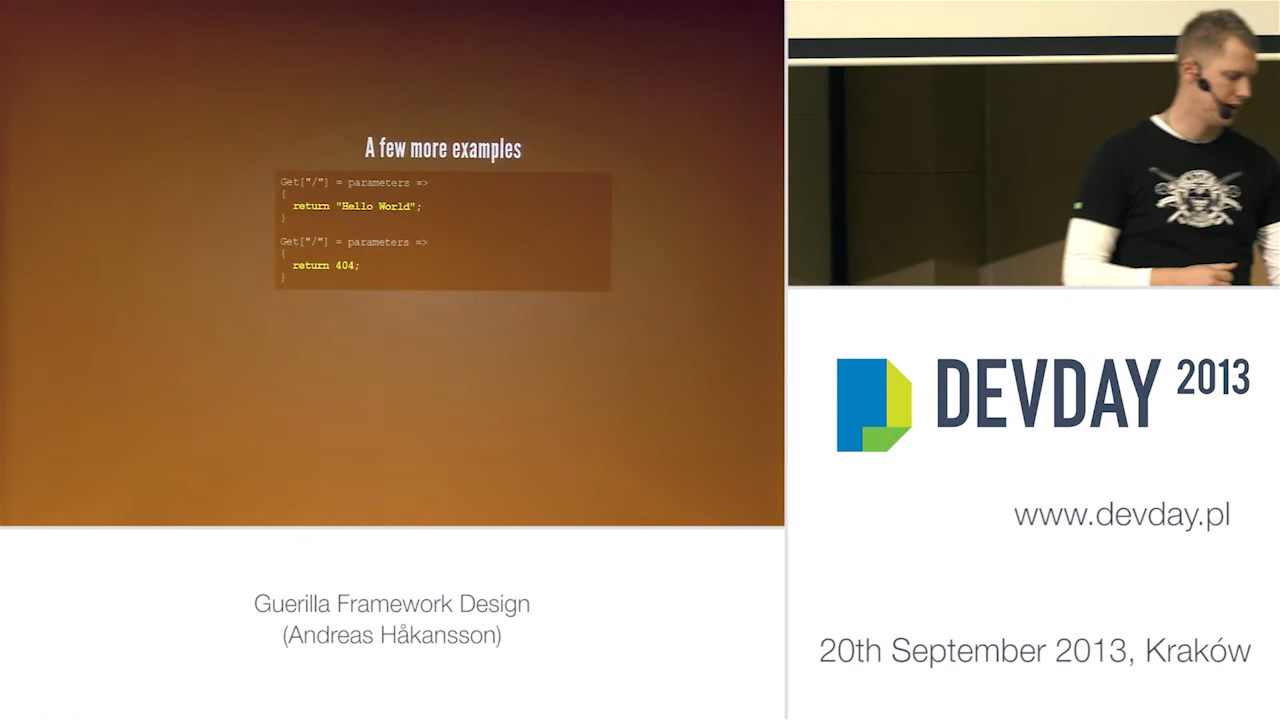 A few more examples
Get["/"] = parameters =>
{
return "Hello World";
}
Get["/"] = parameters =>
{
return 404;
}
DEVDAY 2013
www.devday.pl
Guerilla Framework Design
(Andreas Håkansson)
20th September 2013, Kraków